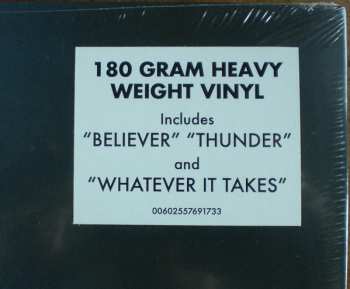 180 GRAM HEAVY
WEIGHT VINYL
Includes
"BELIEVER" "THUNDER"
and
"WHATEVER IT TAKES"
00602557691733